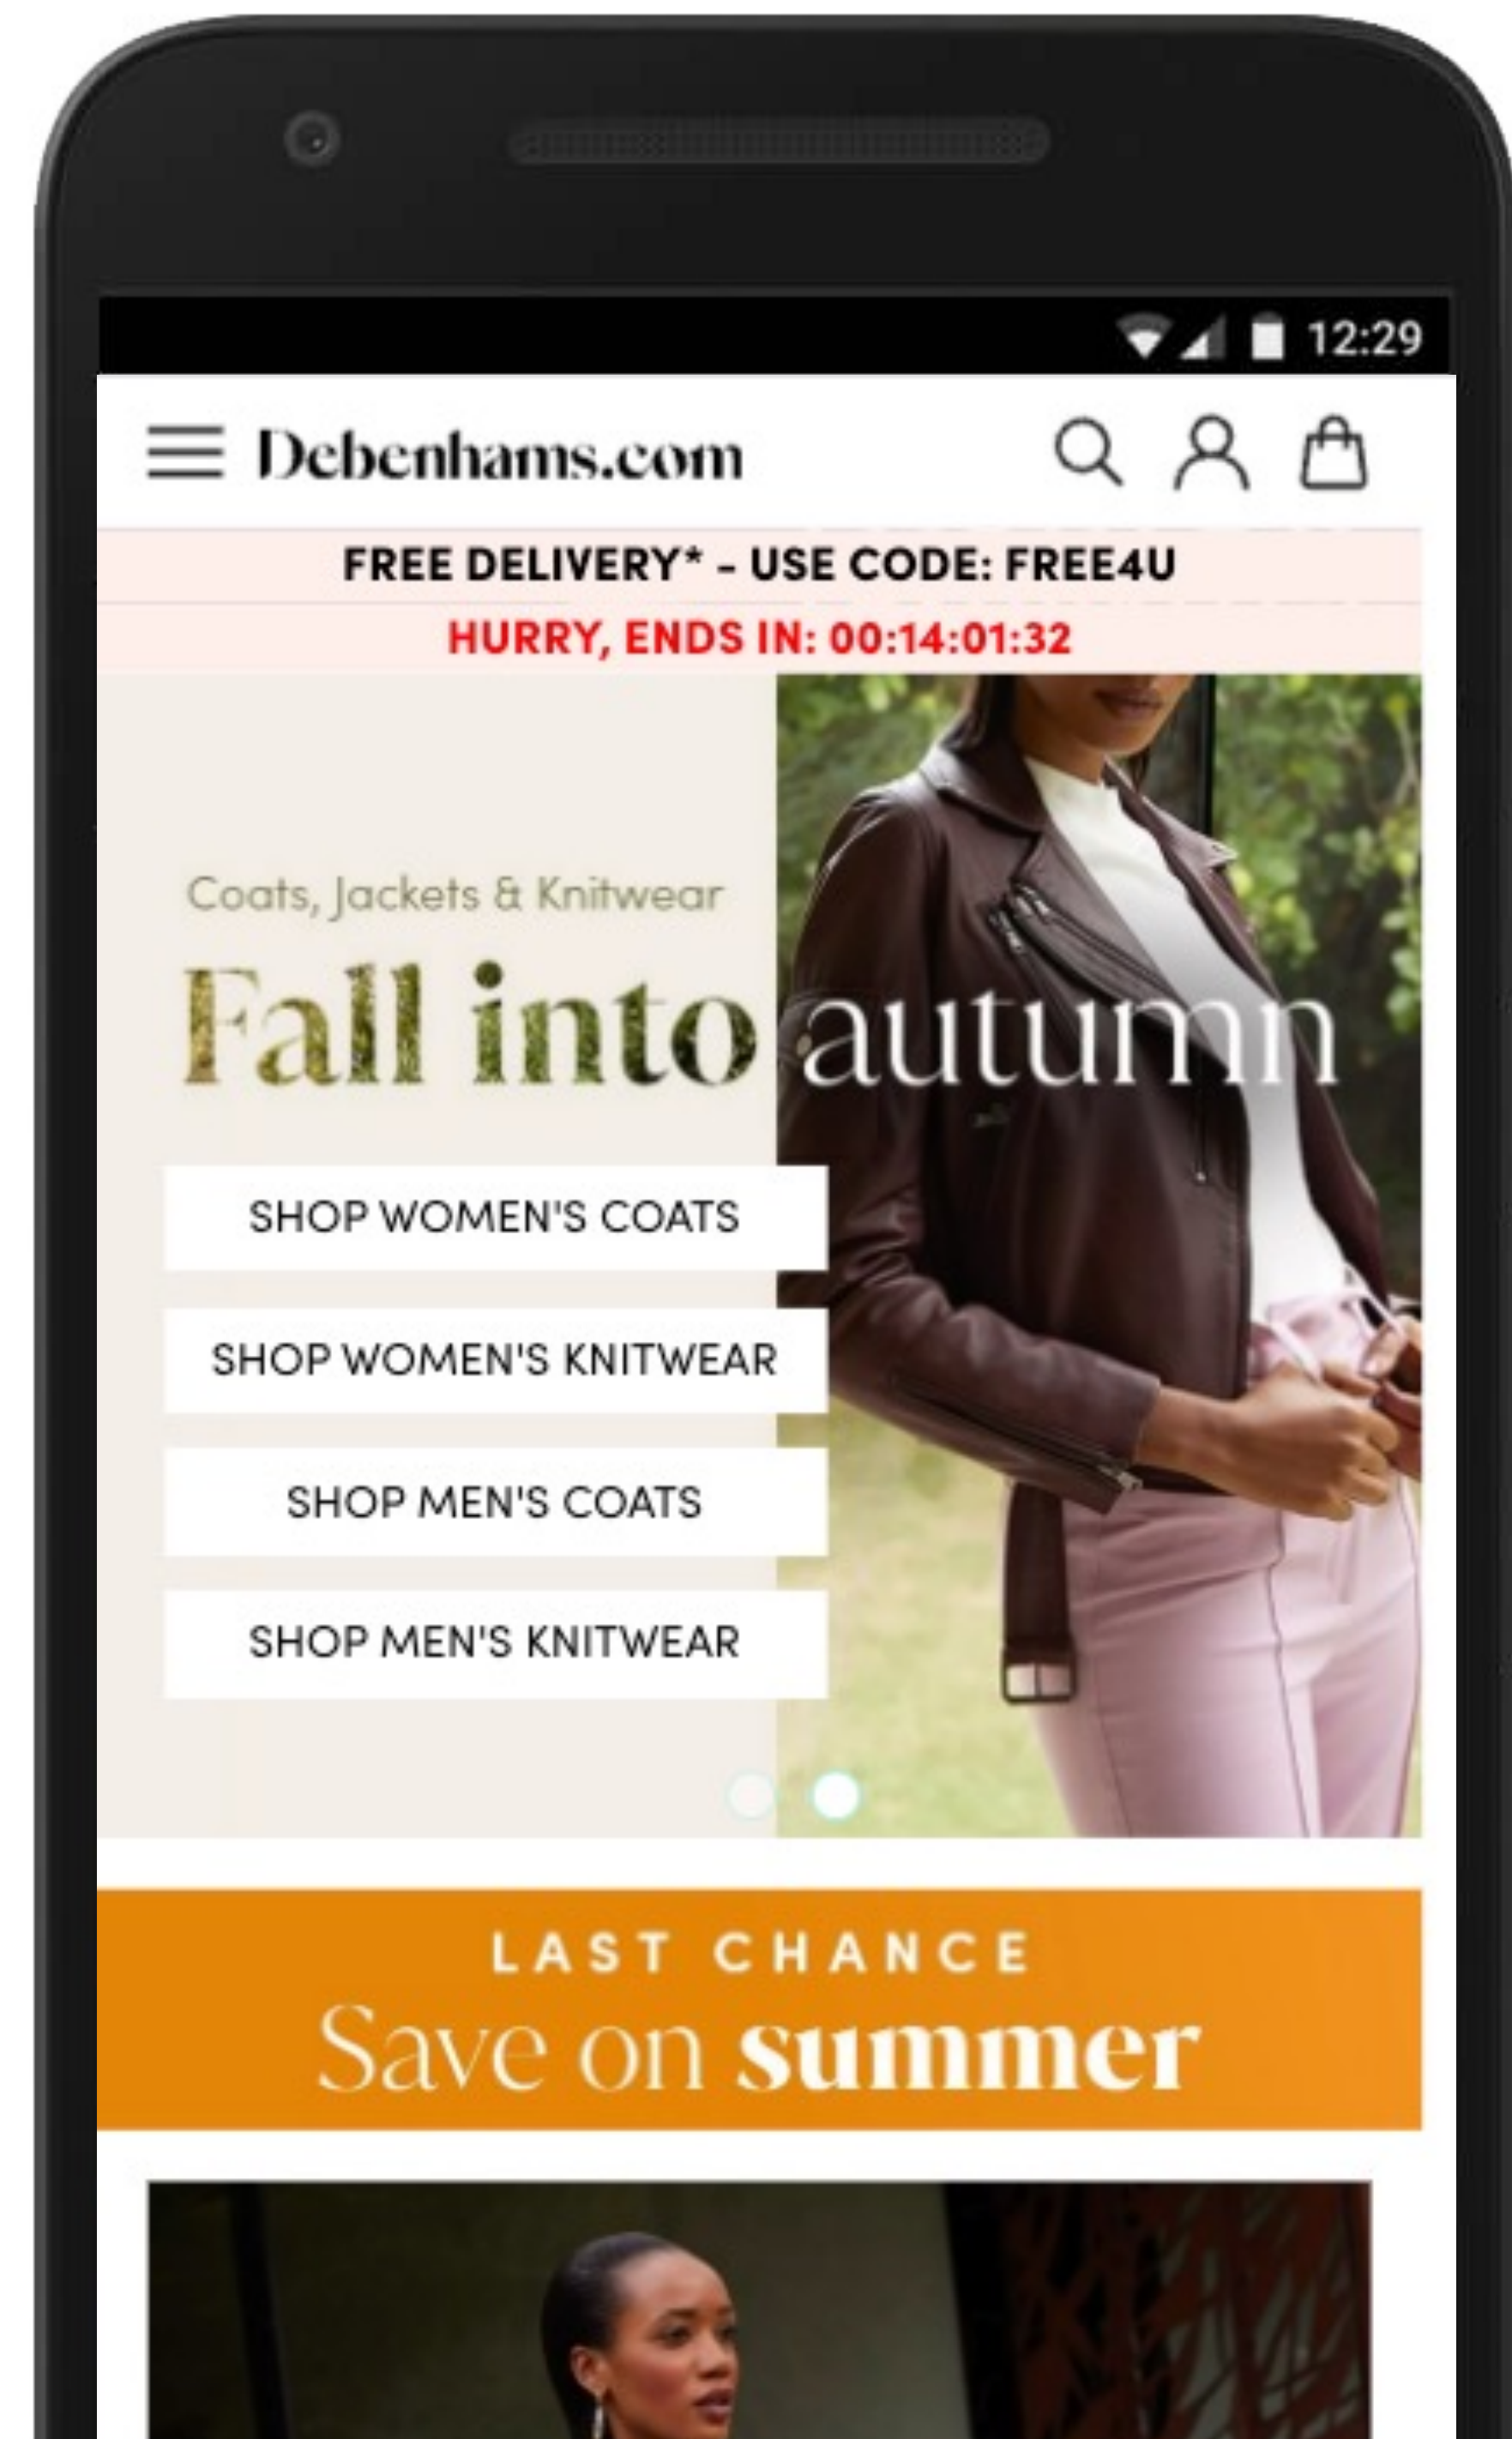 12:29
Debenhams.com
FREE DELIVERY* - USE CODE: FREE4U
HURRY, ENDS IN: 00:14:01:32
Coats, Jackets & Knitwear
Fall into autumn
SHOP WOMEN'S COATS
SHOP WOMEN'S KNITWEAR
SHOP MEN'S COATS
SHOP MEN'S KNITWEAR
LAST CHANCE
Save on summer